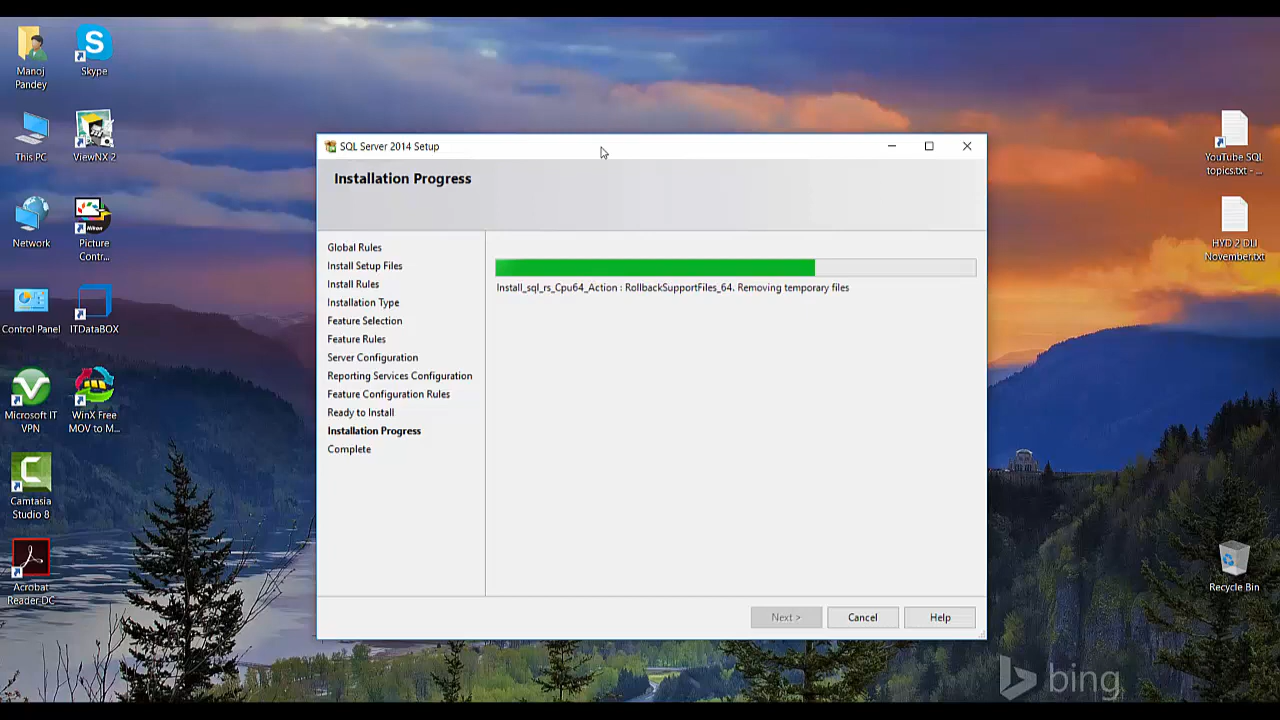 Manoj
Pandey
Skype
This PC
ViewNX 2
Network
Picture
Contr...
Control Panel
ITDataBOX
Microsoft IT
VPN
WinX Free
MOV to M...
Camtasia
Studio 8
Acrobat
Reader DC
SQL Server 2014 Setup
Installation Progress
Global Rules
Install Setup Files
Install Rules
Installation Type
Feature Selection
Feature Rules
Server Configuration
Reporting Services Configuration
Feature Configuration Rules
Ready to Install
Installation Progress
Complete
Install_sql_rs_Cpu64_Action : RollbackSupportFiles_64. Removing temporary files
Next >
Cancel
Help
YouTube SQL
topics.txt - ...
HYD 2 DLI
November.txt
Recycle Bin
bing